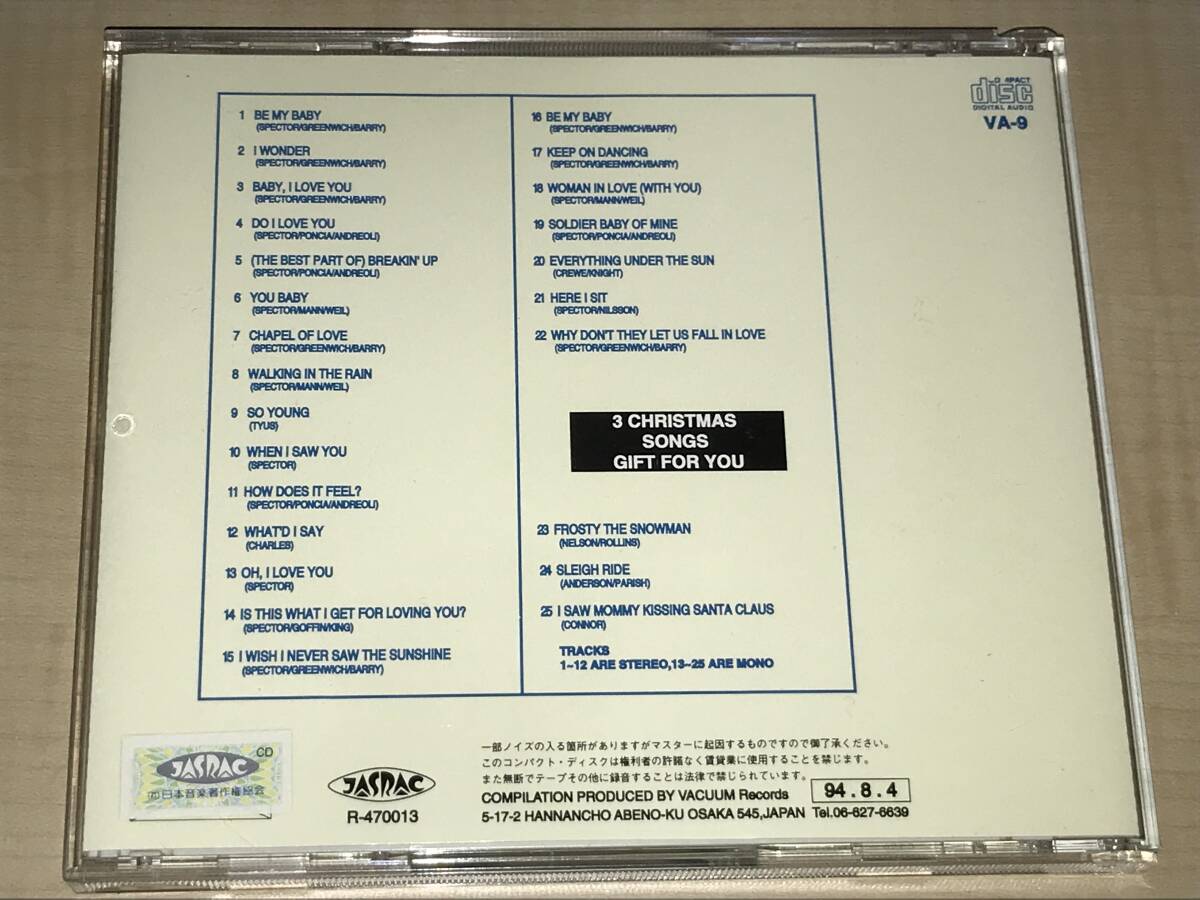 COMPACT
disc
DIGITAL AUDIO
VA-9
1 BE MY BABY
(SPECTOR/GREENWICH/BARRY)
2 I WONDER
(SPECTOR/GREENWICH/BARRY)
3 BABY, I LOVE YOU
(SPECTOR/GREENWICH/BARRY)
4 DO I LOVE YOU
(SPECTOR/PONCIA/ANDREOLI)
5 (THE BEST PART OF) BREAKIN' UP
(SPECTOR/PONCIA/ANDREOLI)
6 YOU BABY
(SPECTOR/MANN/WEIL)
7 CHAPEL OF LOVE
(SPECTOR/GREENWICH/BARRY)
8 WALKING IN THE RAIN
(SPECTOR/MANN/WEIL)
9 SO YOUNG
(TYUS)
10 WHEN I SAW YOU
(SPECTOR)
11 HOW DOES IT FEEL?
(SPECTOR/PONCIA/ANDREOLI)
12 WHAT'D I SAY
(CHARLES)
13 OH, I LOVE YOU
(SPECTOR)
14 IS THIS WHAT I GET FOR LOVING YOU?
(SPECTOR/GOFFIN/KING)
15 I WISH I NEVER SAW THE SUNSHINE
(SPECTOR/GREENWICH/BARRY)
16 BE MY BABY
(SPECTOR/GREENWICH/BARRY)
17 KEEP ON DANCING
(SPECTOR/GREENWICH/BARRY)
18 WOMAN IN LOVE (WITH YOU)
(SPECTOR/MANN/WEIL)
19 SOLDIER BABY OF MINE
(SPECTOR/PONCIA/ANDREOLI)
20 EVERYTHING UNDER THE SUN
(CREWE/KNIGHT)
21 HERE I SIT
(SPECTOR/NILSSON)
22 WHY DON'T THEY LET US FALL IN LOVE
(SPECTOR/GREENWICH/BARRY)
3 CHRISTMAS
SONGS
GIFT FOR YOU
23 FROSTY THE SNOWMAN
(NELSON/ROLLINS)
24 SLEIGH RIDE
(ANDERSON/PARISH)
25 I SAW MOMMY KISSING SANTA CLAUS
(CONNOR)
TRACKS
1~12 ARE STEREO,13~25 ARE MONO
CD
JASRAC
㈳日本音楽著作権協会
JASRAC
R-470013
一部ノイズの入る箇所がありますがマスターに起因するものですので御了承ください。
このコンパクト・ディスクは権利者の許諾なく賃貸業に使用することを禁じます。
また無断でテープその他に録音することは法律で禁じられています。
COMPILATION PRODUCED BY VACUUM Records
94.8.4
5-17-2 HANNANCHO ABENO-KU OSAKA 545,JAPAN Tel.06-627-6639